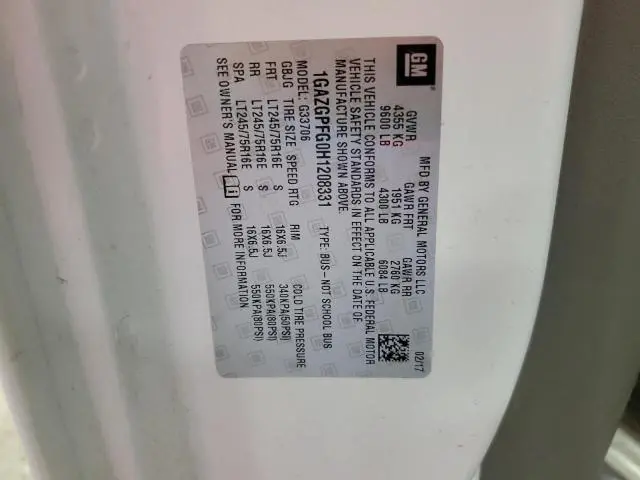 GM
MFD BY GENERAL MOTORS LLC 02/17
GVWR GAWR FRT GAWR RR
4355 KG 1951 KG 2760 KG
9600 LB 4300 LB 6084 LB
THIS VEHICLE CONFORMS TO ALL APPLICABLE U.S. FEDERAL MOTOR
VEHICLE SAFETY STANDARDS IN EFFECT ON THE DATE OF
MANUFACTURE SHOWN ABOVE.
1GAZGPFG0H1208331 TYPE: BUS–NOT SCHOOL BUS
MODEL: G33706
GBJG TIRE SIZE SPEED RTG RIM COLD TIRE PRESSURE
FRT LT245/75R16E S 16X6.5J 340KPA(50PSI)
RR LT245/75R16E S 16X6.5J 550KPA(80PSI)
SPA LT245/75R16E S 16X6.5J 550KPA(80PSI)
SEE OWNER'S MANUAL i FOR MORE INFORMATION